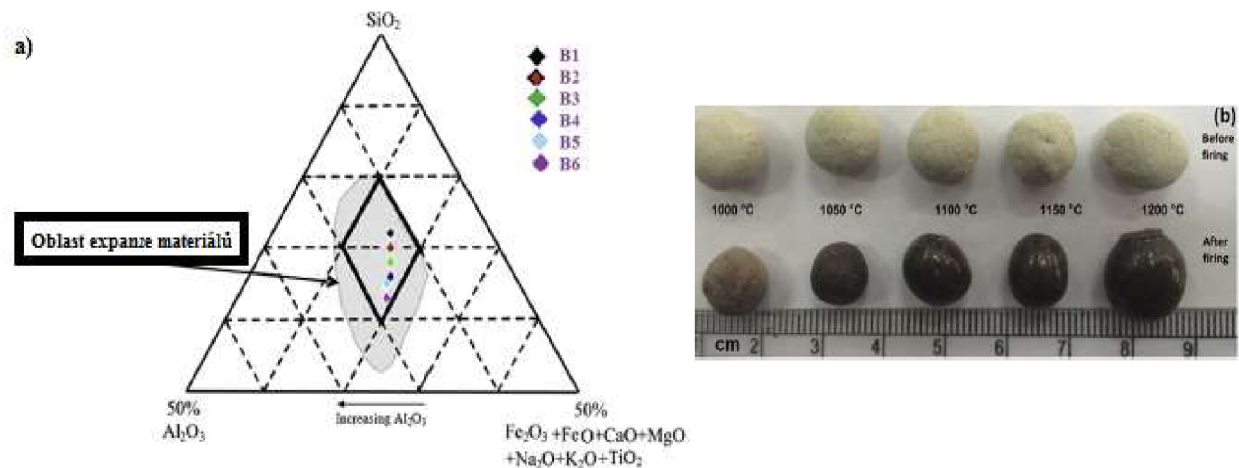 a)
SiO₂
B1
B2
B3
B4
B5
B6
Oblast expanze materiálů
50%
Al₂O₃
Increasing Al₂O₃
50%
Fe₂O₃ +FeO+CaO+MgO
+Na₂O+K₂O+TiO₂
(b)
Before
firing
1000 °C 1050 °C 1100 °C 1150 °C 1200 °C
After
firing
cm 2 3 4 5 6 7 8 9